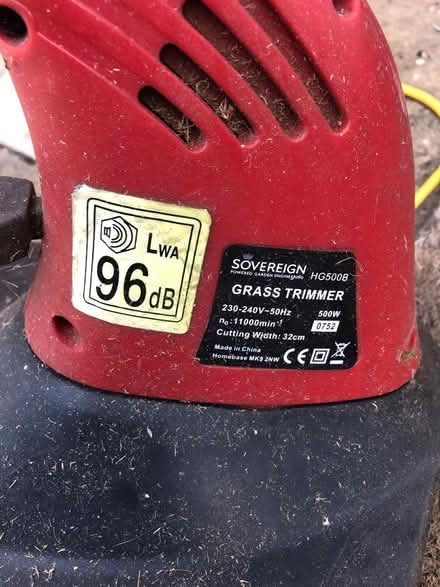 LWA
96dB
SOVEREIGN
POWERED GARDEN ENGINEERING HG500B
GRASS TRIMMER
230-240V~50Hz 500W
n₀:11000min⁻¹ 0752
Cutting Width: 32cm
Made in China
Homebase MK9 2NW CE